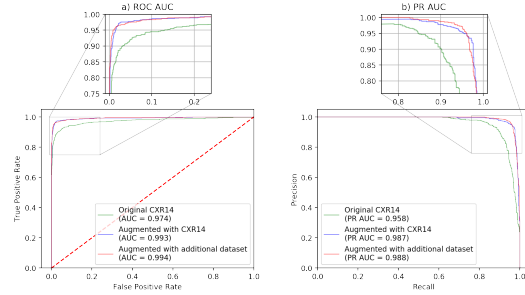 a) ROC AUC
1.00
0.95
0.90
0.85
0.80
0.75
0.0
0.1
0.2
1.0
0.8
0.6
0.4
0.2
0.0
True Positive Rate
Original CXR14
(AUC = 0.974)
Augmented with CXR14
(AUC = 0.993)
Augmented with additional dataset
(AUC = 0.994)
0.0 0.2 0.4 0.6 0.8 1.0
False Positive Rate
b) PR AUC
1.00
0.95
0.90
0.85
0.80
0.8
0.9
1.0
1.0
0.8
0.6
0.4
0.2
0.0
Precision
Original CXR14
(PR AUC = 0.958)
Augmented with CXR14
(PR AUC = 0.987)
Augmented with additional dataset
(PR AUC = 0.988)
0.0 0.2 0.4 0.6 0.8 1.0
Recall